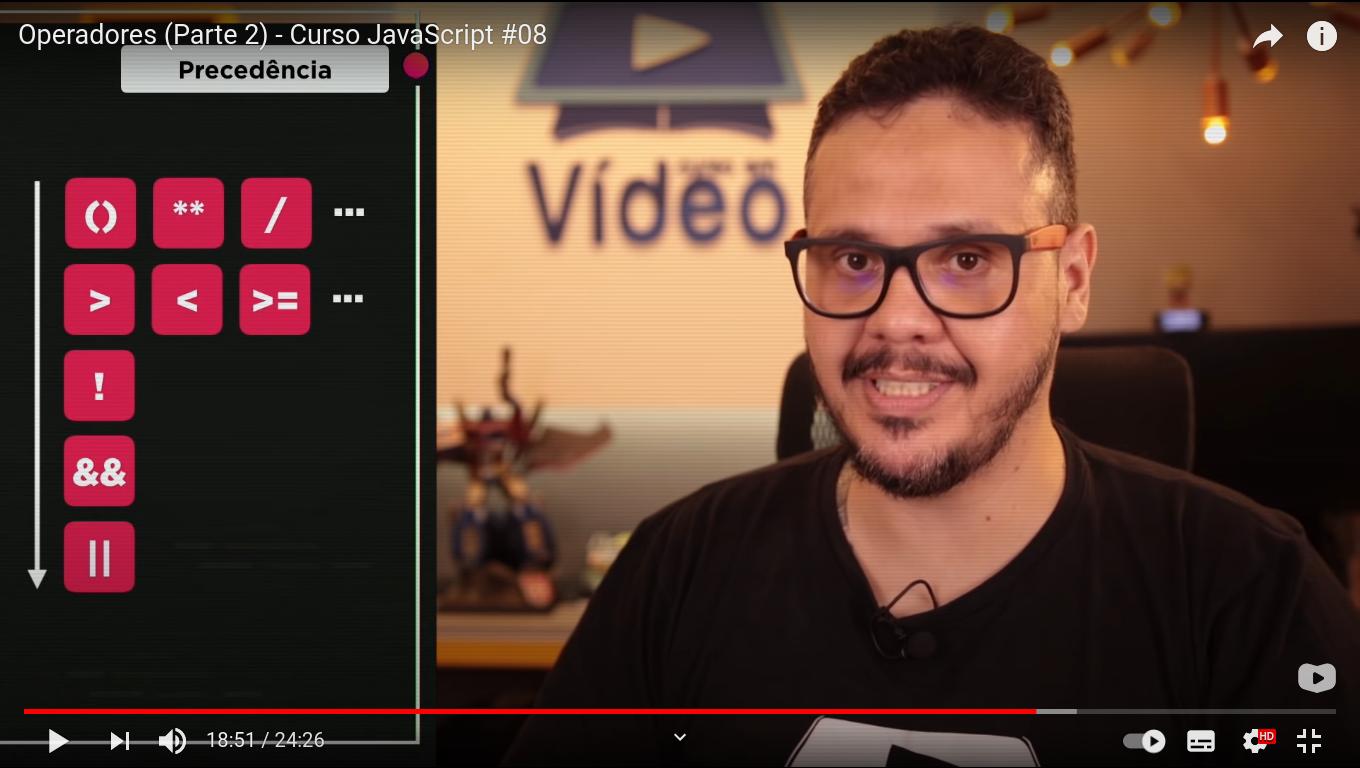 Operadores (Parte 2) - Curso JavaScript #08
Precedência
() ** / ...
> < >= ...
!
&&
||
Vídeo
18:51 / 24:26
HD